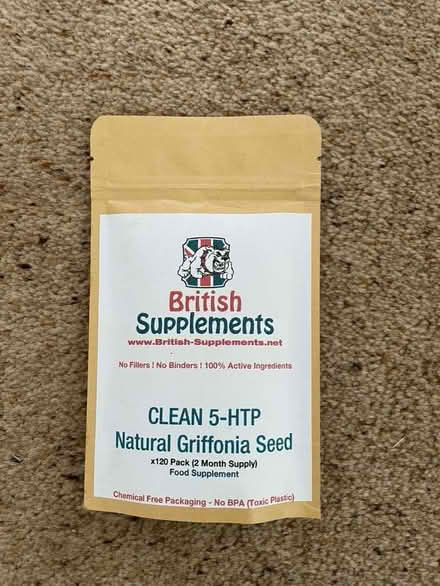 British
Supplements
www.British-Supplements.net
No Fillers ! No Binders ! 100% Active Ingredients
CLEAN 5-HTP
Natural Griffonia Seed
x120 Pack (2 Month Supply)
Food Supplement
Chemical Free Packaging - No BPA (Toxic Plastic)